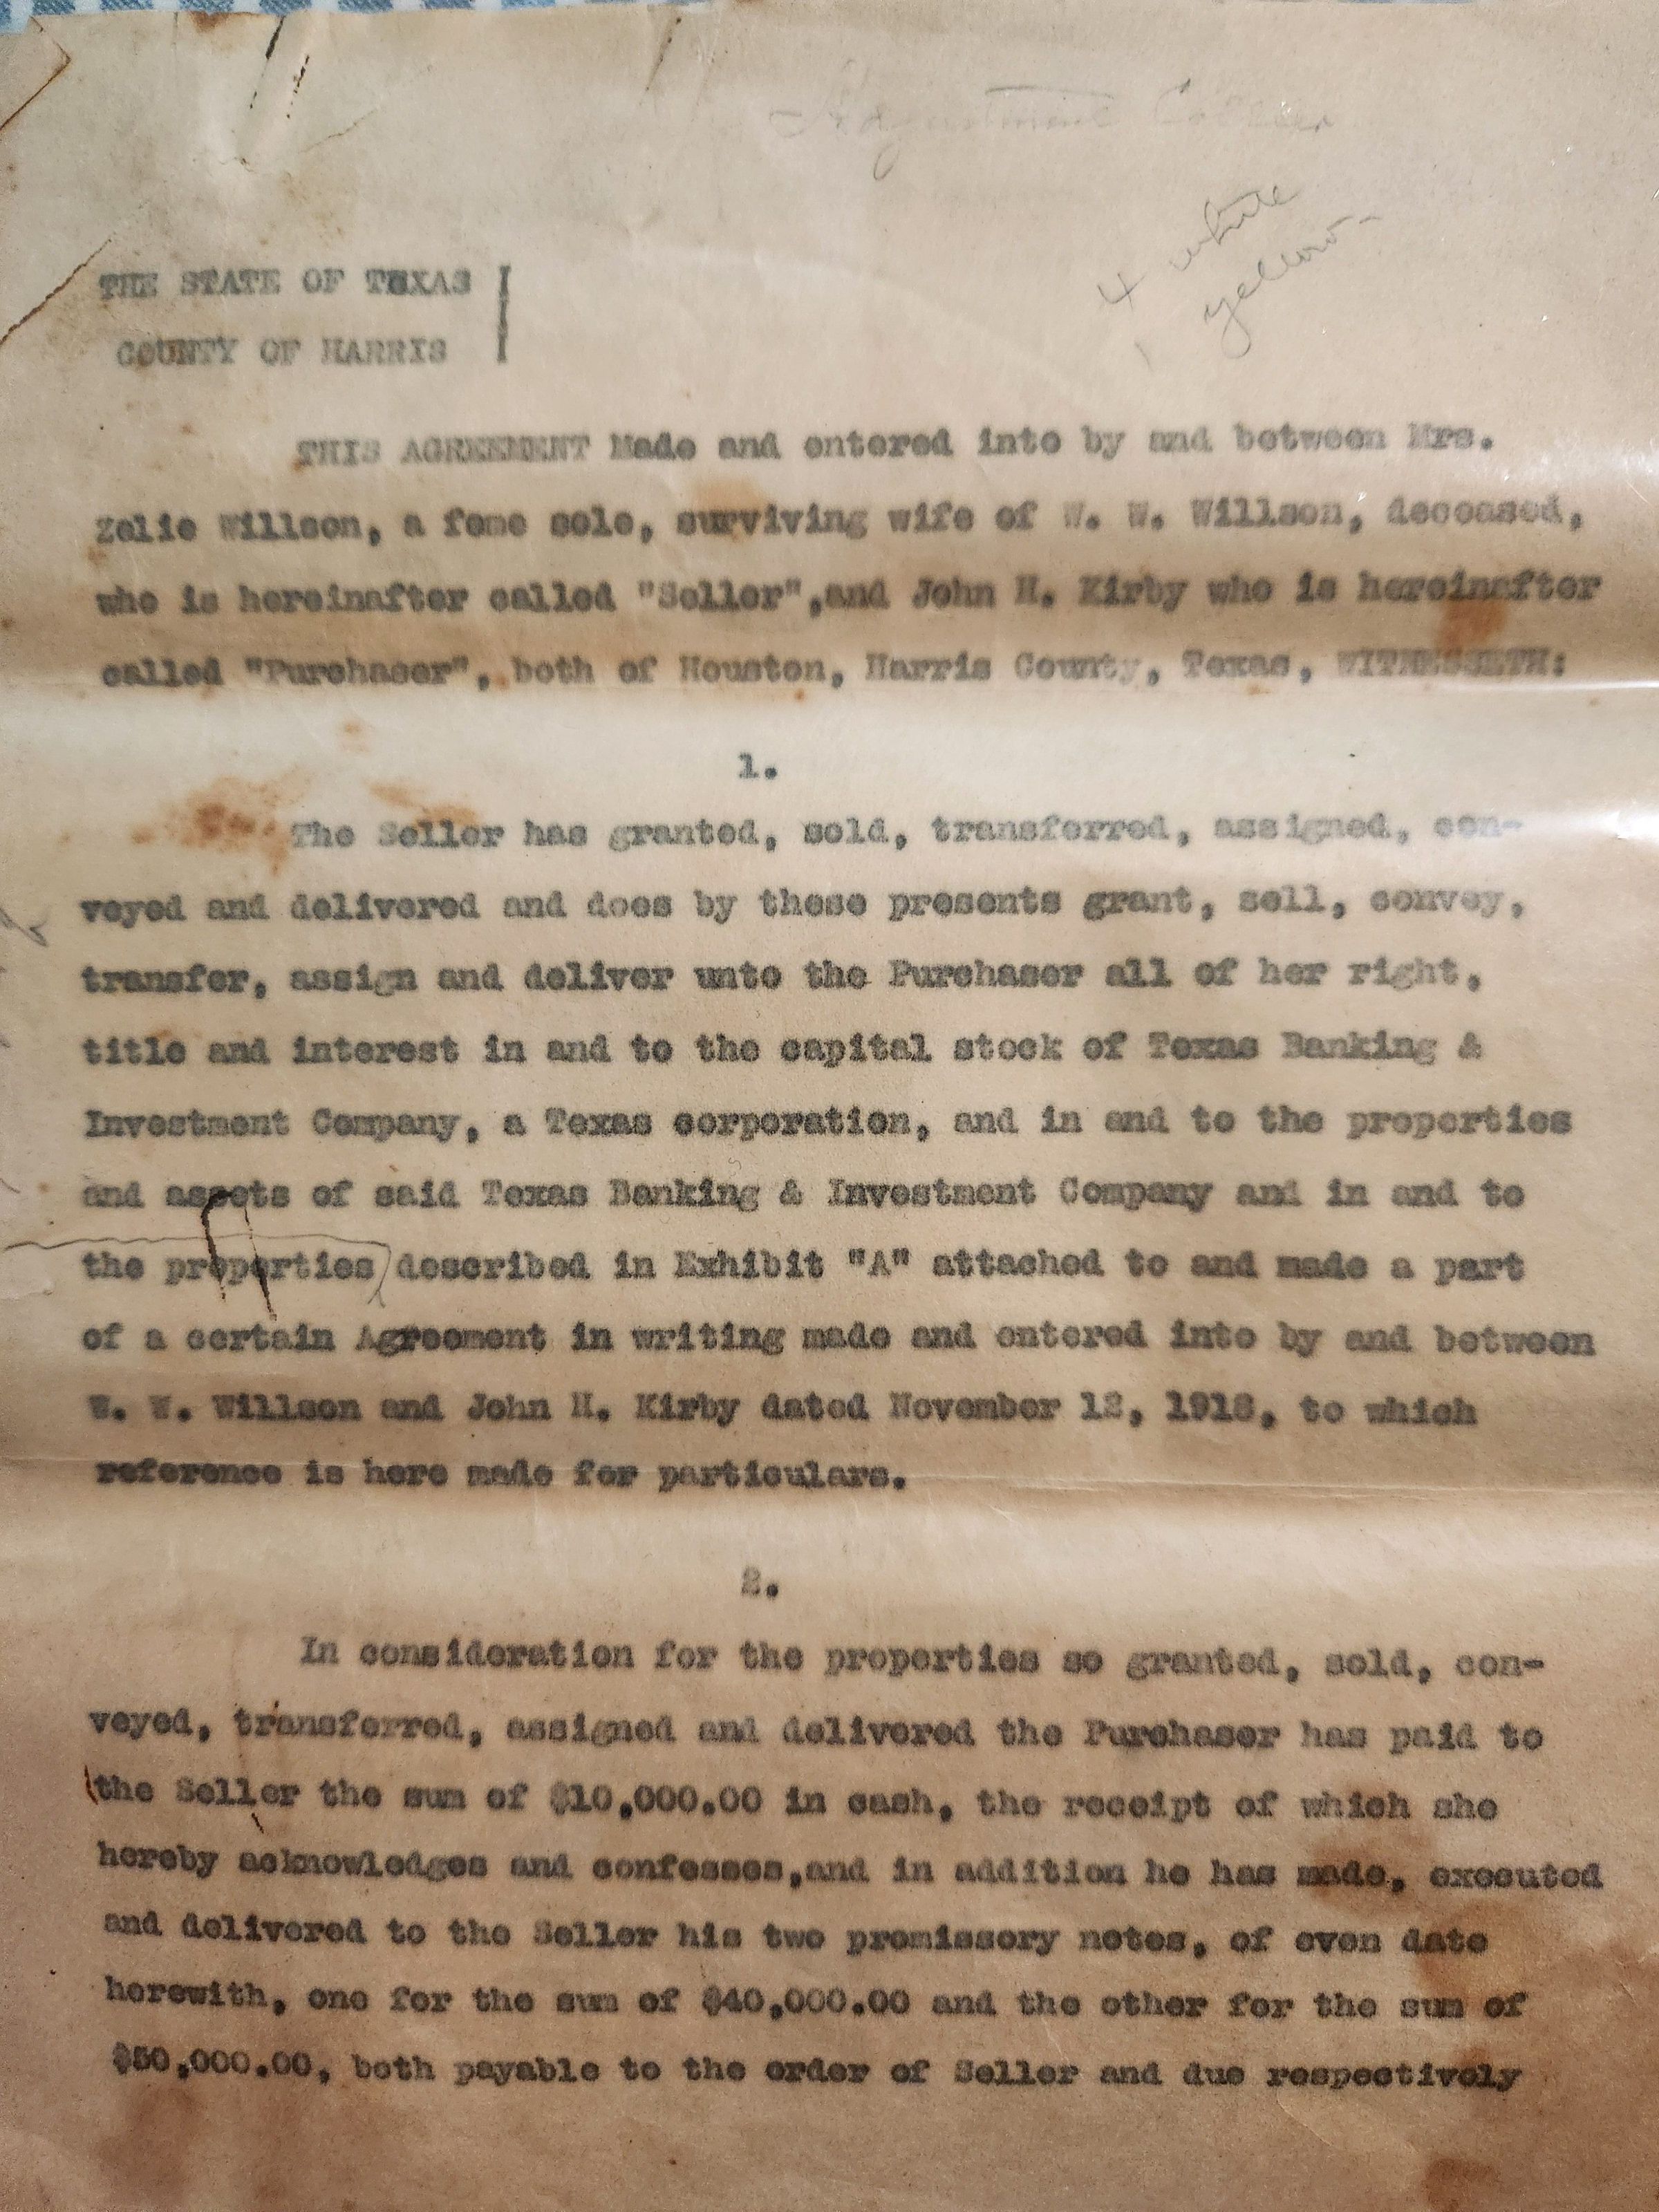 4 white
yellow-
THE STATE OF TEXAS
COUNTY OF HARRIS
THIS AGREEMENT Made and entered into by and between Mrs.
Zelie Willson, a feme sole, surviving wife of W. W. Willson, deceased,
who is hereinafter called "Seller",and John H. Kirby who is hereinafter
called "Purchaser", both of Houston, Harris County, Texas, WITNESSETH:
1.
The Seller has granted, sold, transferred, assigned, con-
veyed and delivered and does by these presents grant, sell, convey,
transfer, assign and deliver unto the Purchaser all of her right,
title and interest in and to the capital stock of Texas Banking &
Investment Company, a Texas corporation, and in and to the properties
and assets of said Texas Banking & Investment Company and in and to
the properties described in Exhibit "A" attached to and made a part
of a certain Agreement in writing made and entered into by and between
W. W. Willson and John H. Kirby dated November 12, 1918, to which
reference is here made for particulars.
2.
In consideration for the properties so granted, sold, con-
veyed, transferred, assigned and delivered the Purchaser has paid to
the Seller the sum of $10,000.00 in cash, the receipt of which she
hereby acknowledges and confesses,and in addition he has made, executed
and delivered to the Seller his two promissory notes, of even date
herewith, one for the sum of $40,000.00 and the other for the sum of
$50,000.00, both payable to the order of Seller and due respectively